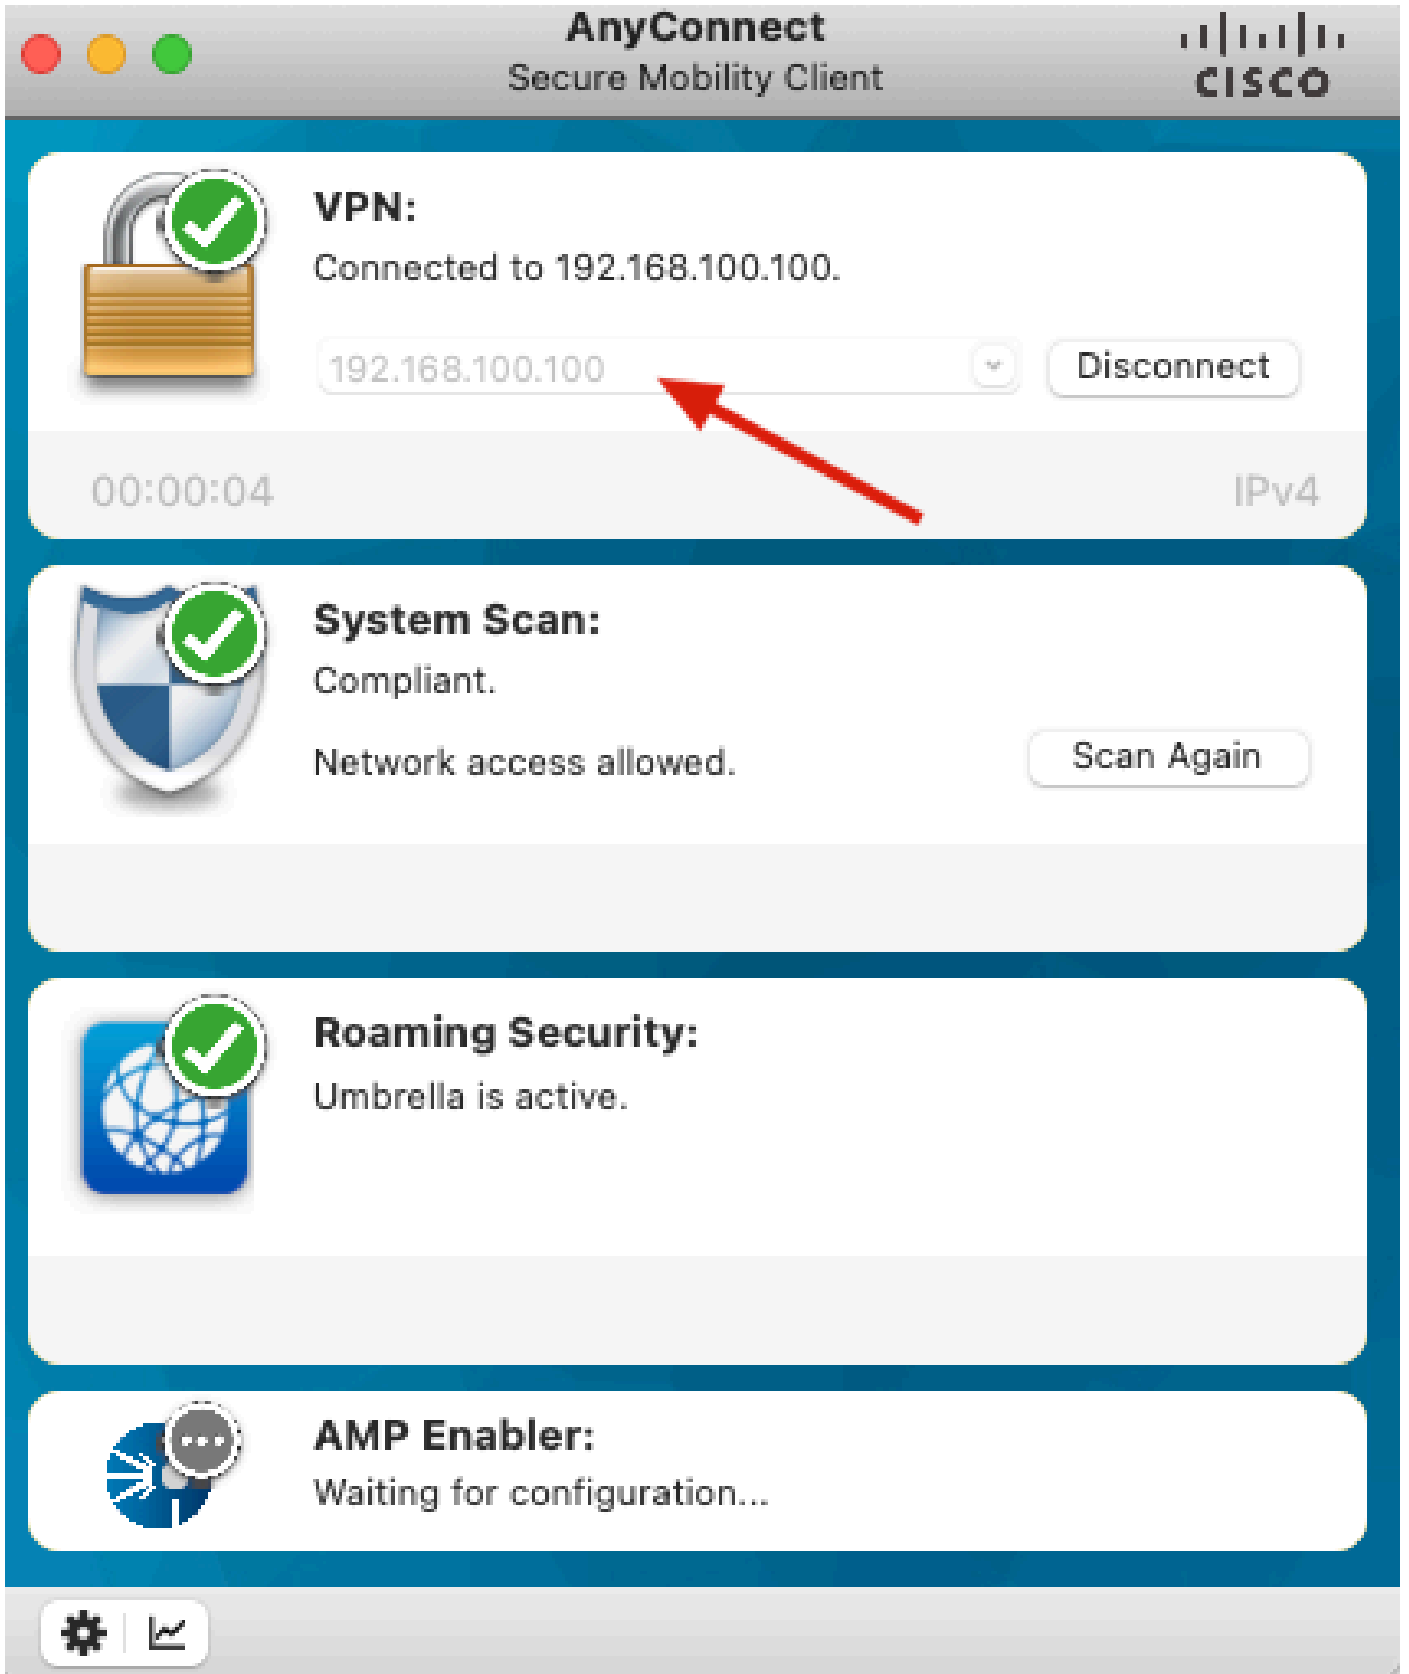 AnyConnect
Secure Mobility Client
CISCO
VPN:
Connected to 192.168.100.100.
192.168.100.100
Disconnect
00:00:04
IPv4
System Scan:
Compliant.
Network access allowed.
Scan Again
Roaming Security:
Umbrella is active.
AMP Enabler:
Waiting for configuration...